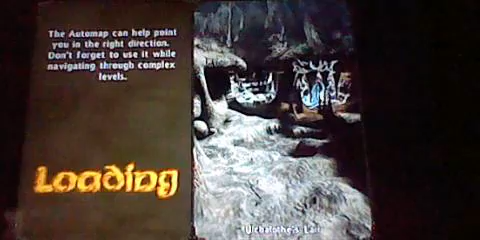 The Automap can help point
you in the right direction.
Don't forget to use it while
navigating through complex
levels.
Loading
Lair